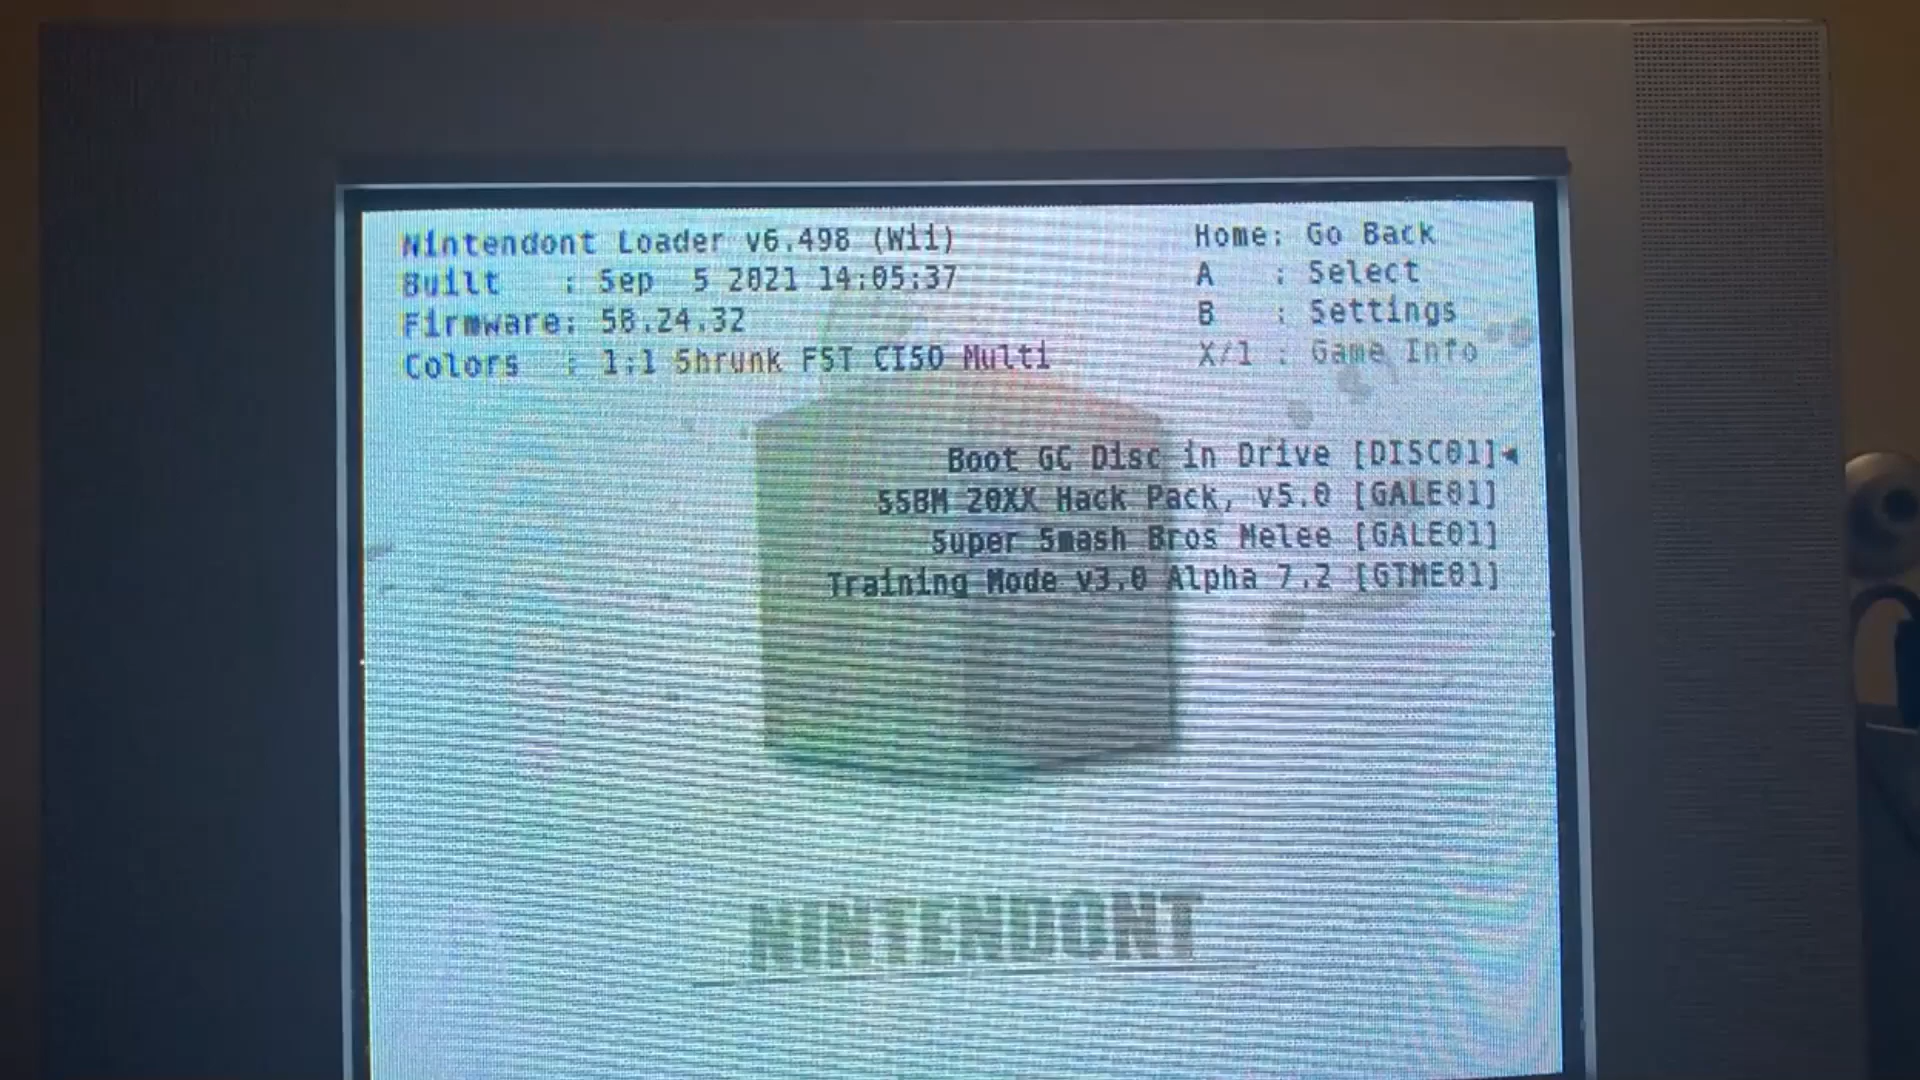 Nintendont Loader v6.498 (Wii)
Built   : Sep  5 2021 14:05:37
Firmware: 58.24.32
Colors  : 1:1 Shrunk FST CISO Multi
Home: Go Back
A   : Select
B   : Settings
X/1 : Game Info
Boot GC Disc in Drive [DISC01]◄
SSBM 20XX Hack Pack, v5.0 [GALE01]
Super Smash Bros Melee [GALE01]
Training Mode v3.0 Alpha 7.2 [GTME01]
NINTENDONT